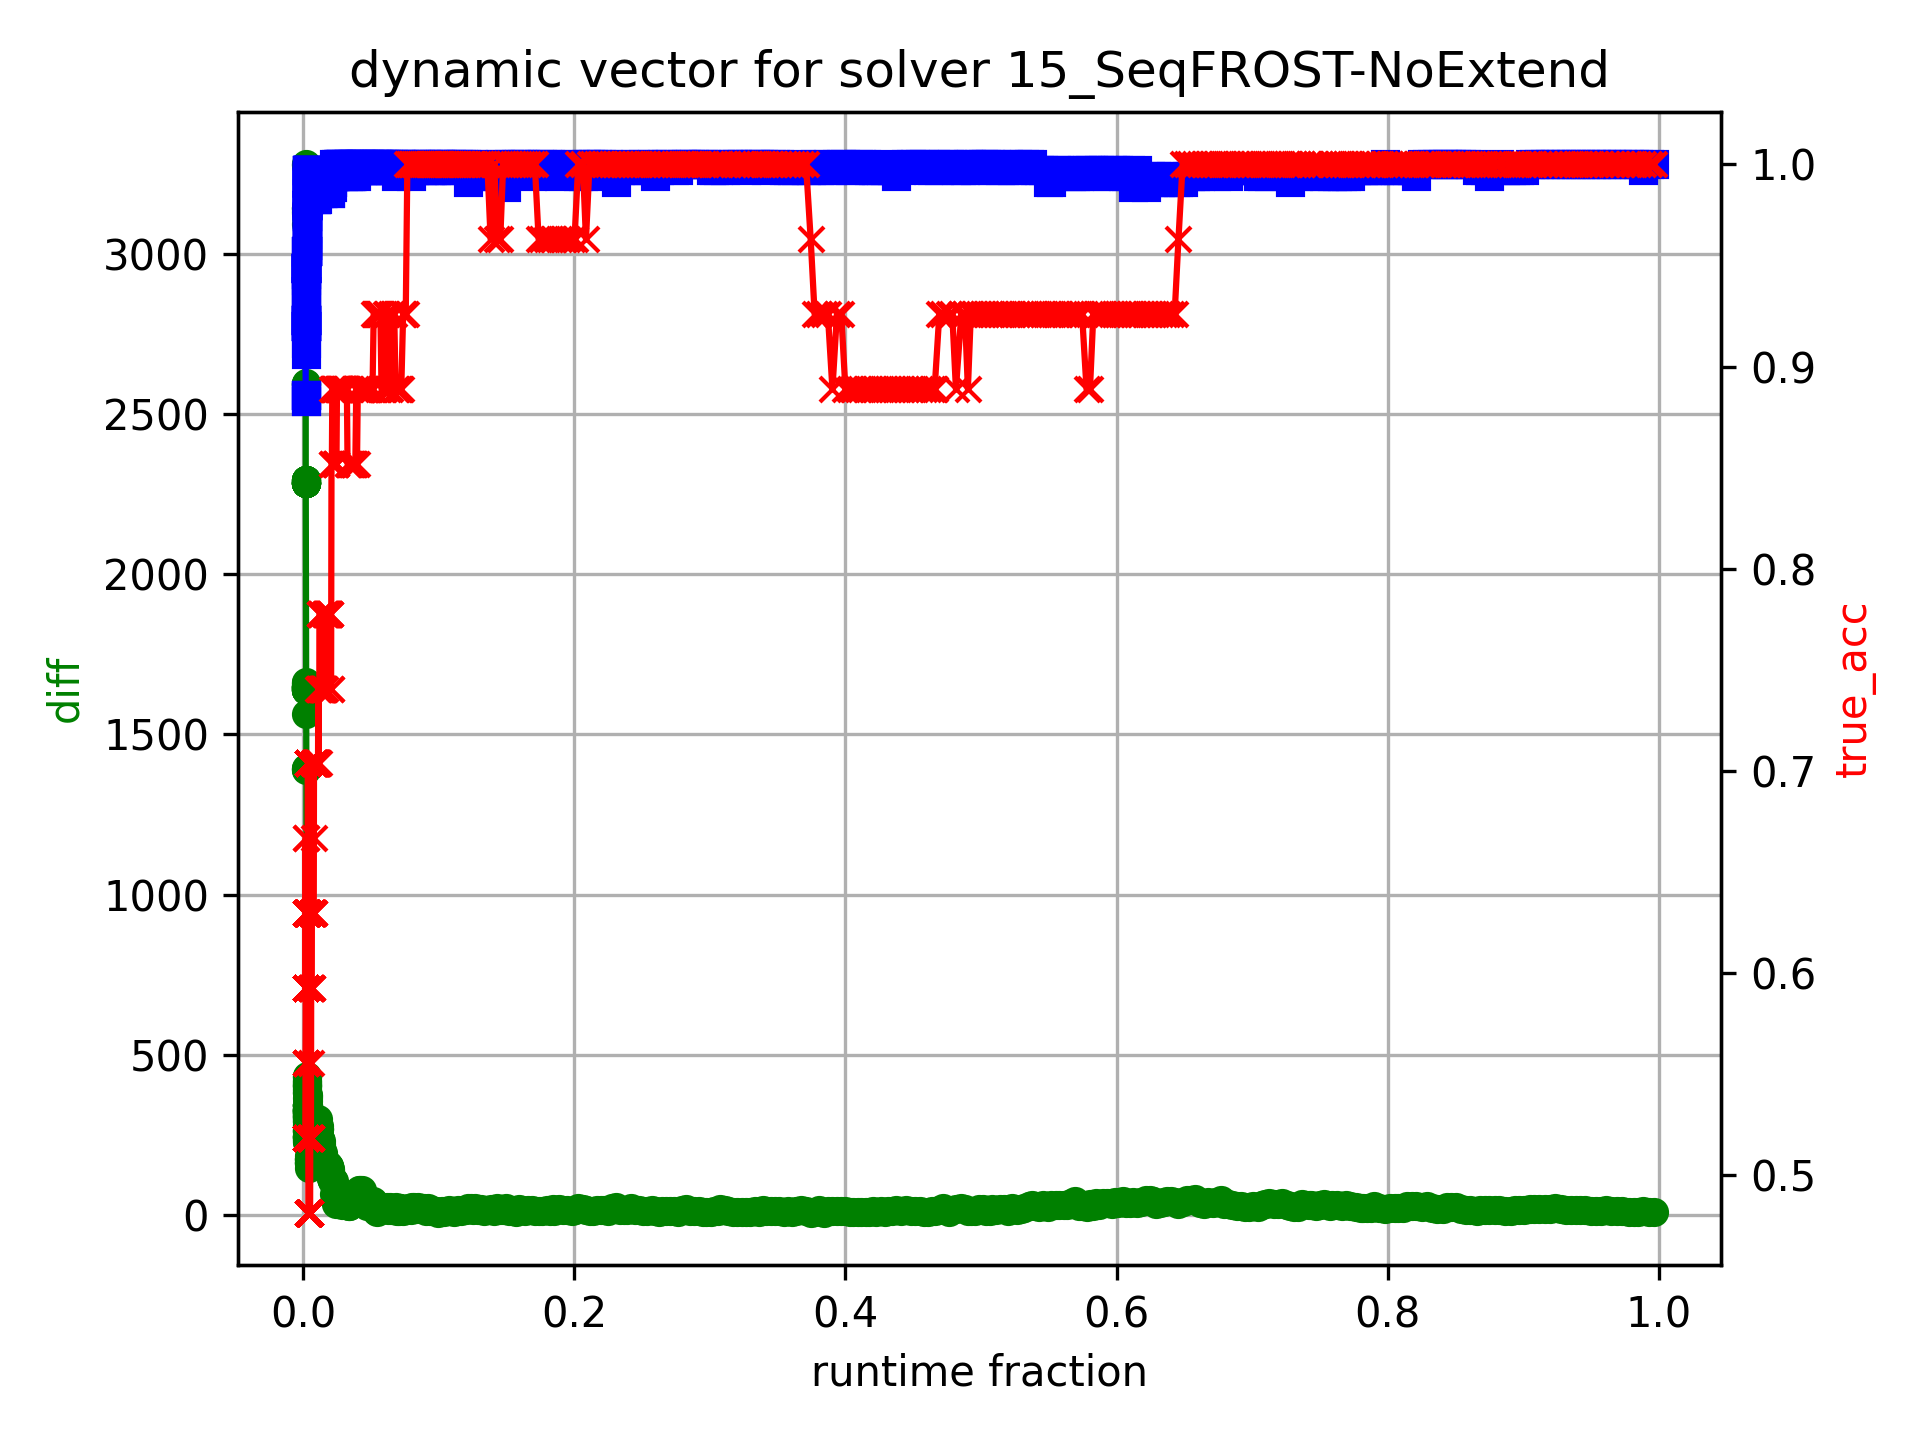 dynamic vector for solver 15_SeqFROST-NoExtend
3000
2500
2000
1500
1000
500
0
diff
1.0
0.9
0.8
0.7
0.6
0.5
true_acc
0.0 0.2 0.4 0.6 0.8 1.0
runtime fraction